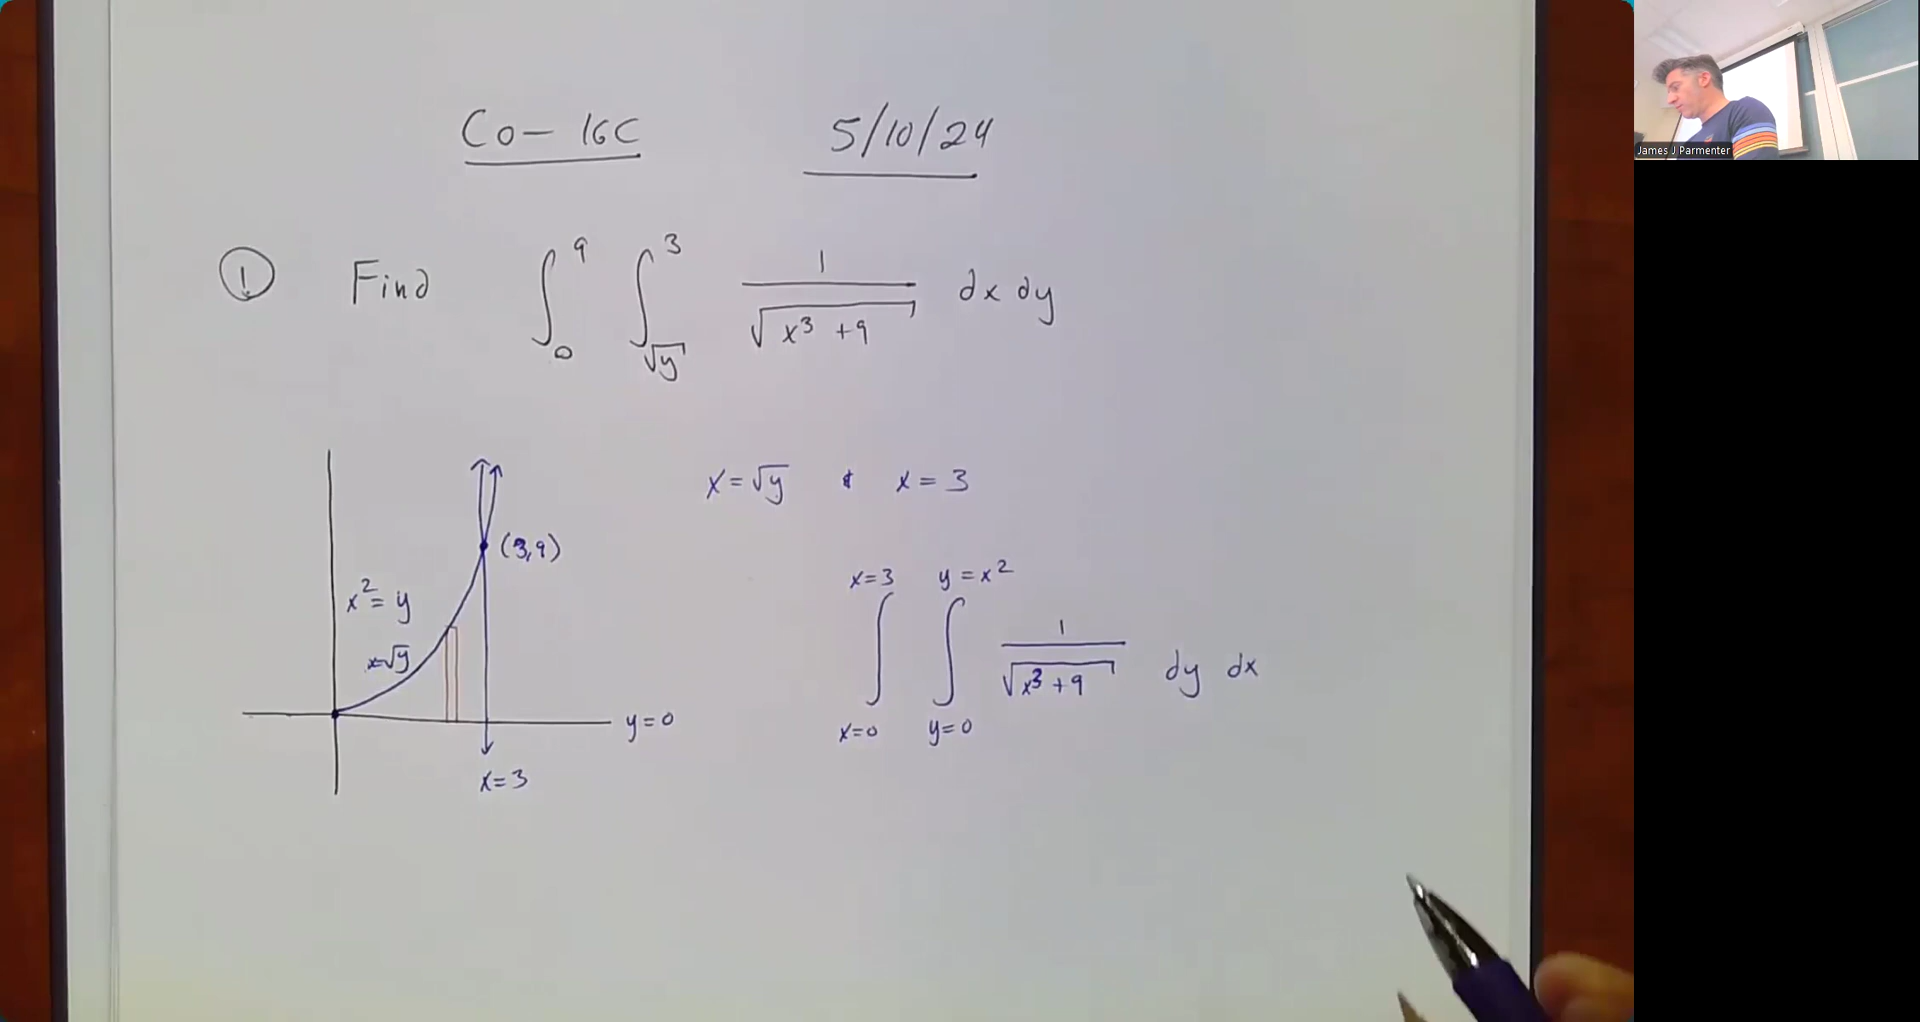 Co-16C 5/10/24
① Find ∫₀⁹ ∫_√y³ 1/√(x³+9) dx dy
x=√y & x=3
(3,9)
x²=y
x=√y
y=0
x=3
∫_{x=0}^{x=3} ∫_{y=0}^{y=x²} 1/√(x³+9) dy dx
James J Parmenter